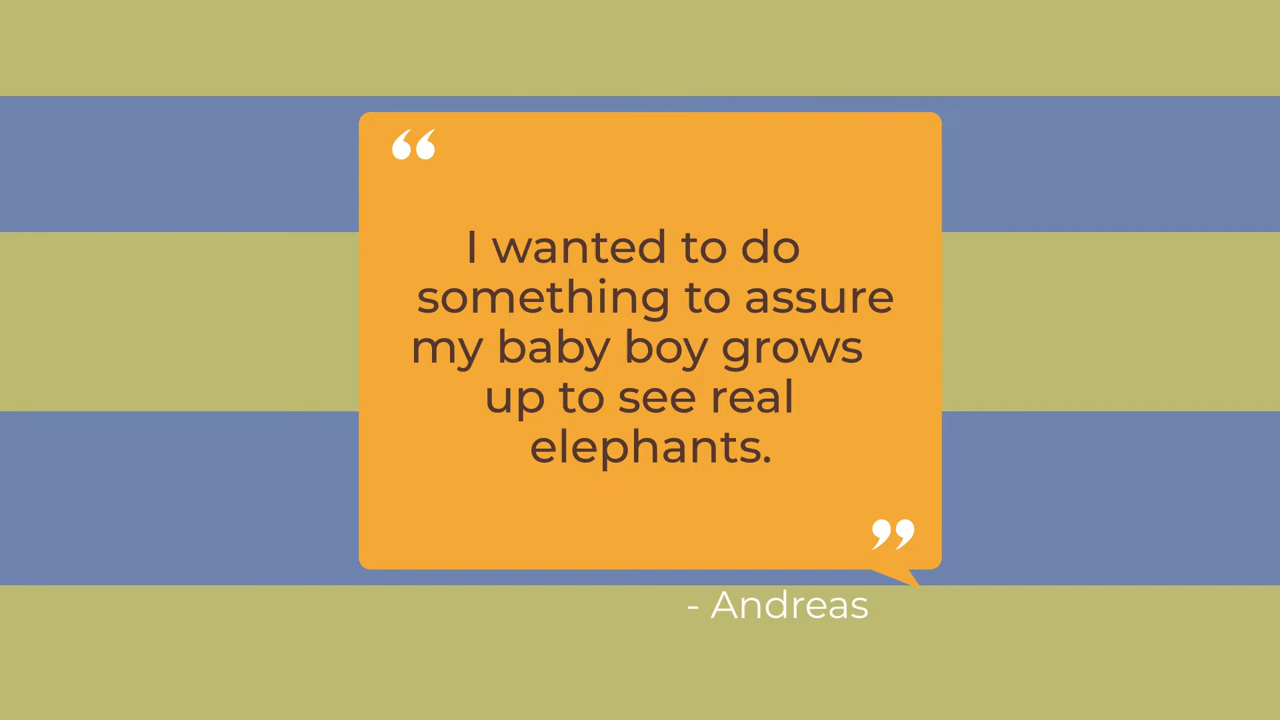 “
I wanted to do
something to assure
my baby boy grows
up to see real
elephants.
”
- Andreas